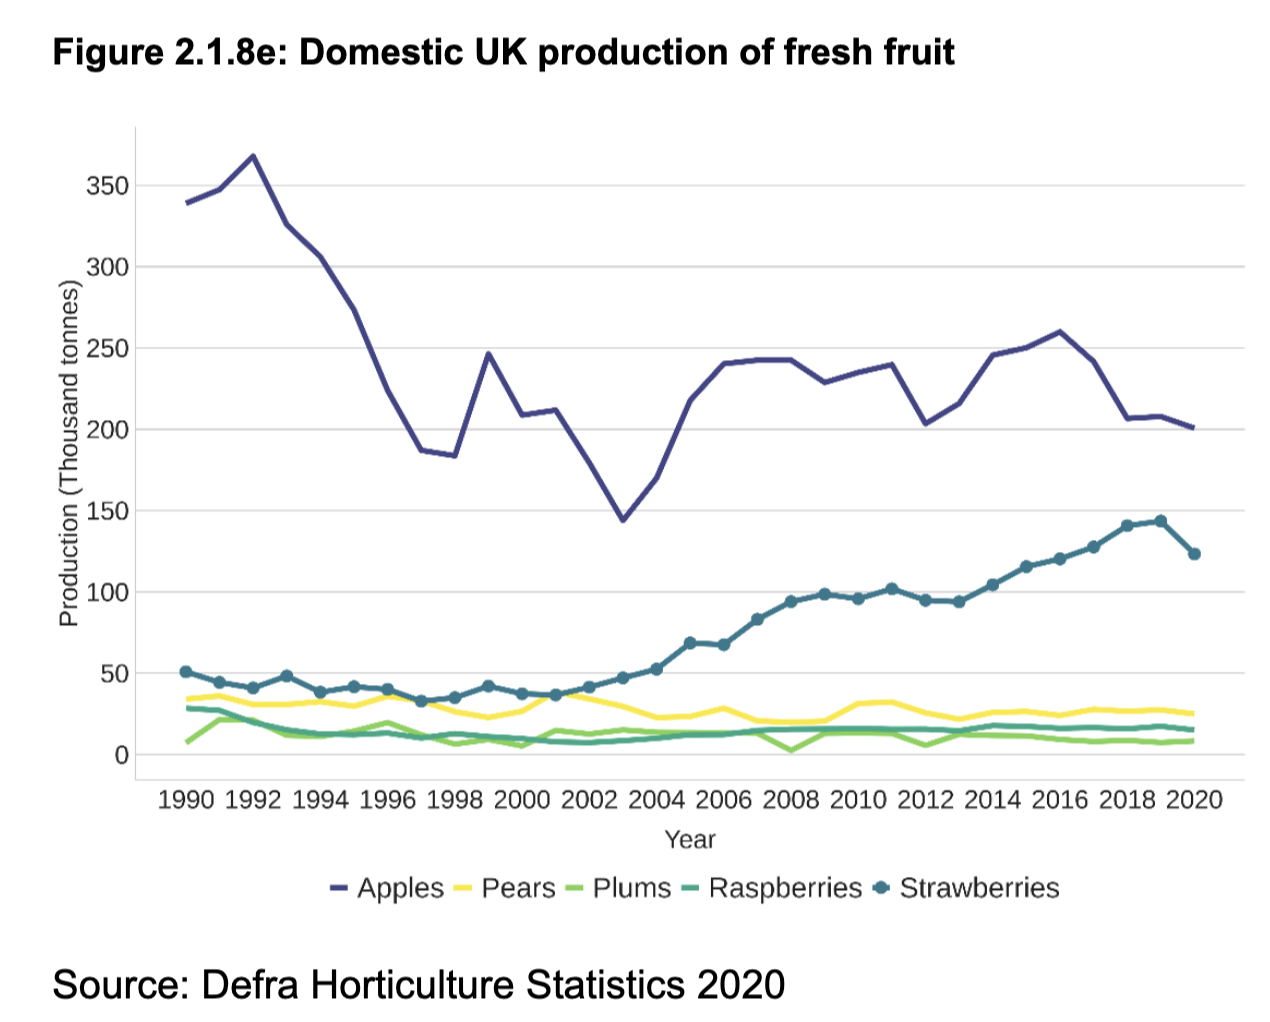 Figure 2.1.8e: Domestic UK production of fresh fruit
350
300
250
200
150
100
50
0
Production (Thousand tonnes)
1990 1992 1994 1996 1998 2000 2002 2004 2006 2008 2010 2012 2014 2016 2018 2020
Year
Apples Pears Plums Raspberries Strawberries
Source: Defra Horticulture Statistics 2020